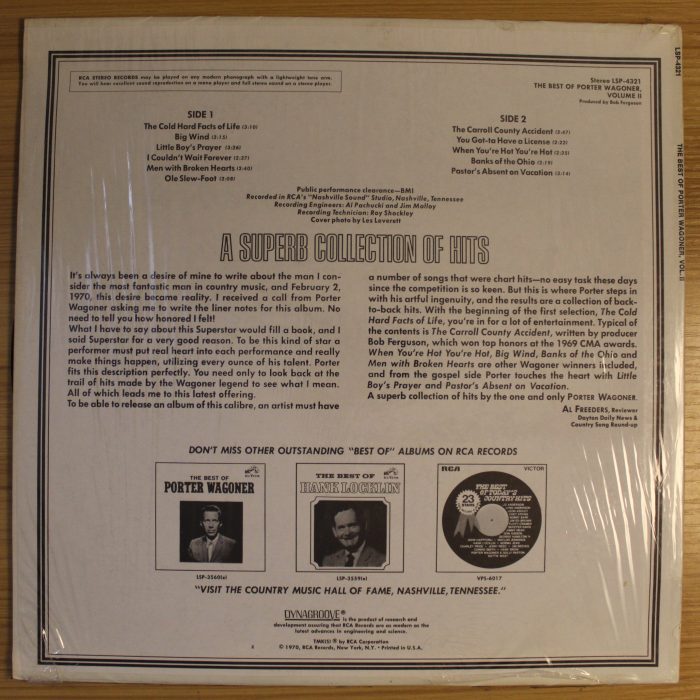 RCA STEREO RECORDS may be played on any modern phonograph with a lightweight tone arm.
You will hear excellent sound reproduction on a mono player and full stereo sound on a stereo player.
Stereo LSP-4321
THE BEST OF PORTER WAGONER,
VOLUME II
Produced by Bob Ferguson
SIDE 1
The Cold Hard Facts of Life (3:10)
Big Wind (2:15)
Little Boy's Prayer (3:26)
I Couldn't Wait Forever (2:27)
Men with Broken Hearts (2:40)
Ole Slew-Foot (2:08)
SIDE 2
The Carroll County Accident (2:47)
You Got-to Have a License (2:22)
When You're Hot You're Hot (2:35)
Banks of the Ohio (2:19)
Pastor's Absent on Vacation (2:14)
Public performance clearance—BMI
Recorded in RCA's "Nashville Sound" Studio, Nashville, Tennessee
Recording Engineers: Al Pachucki and Jim Malloy
Recording Technician: Roy Shockley
Cover photo by Les Leverett
A SUPERB COLLECTION OF HITS
It's always been a desire of mine to write about the man I con-
sider the most fantastic man in country music, and February 2,
1970, this desire became reality. I received a call from Porter
Wagoner asking me to write the liner notes for this album. No
need to tell you how honored I felt!
What I have to say about this Superstar would fill a book, and I
said Superstar for a very good reason. To be this kind of star a
performer must put real heart into each performance and really
make things happen, utilizing every ounce of his talent. Porter
fits this description perfectly. You need only to look back at the
trail of hits made by the Wagoner legend to see what I mean.
All of which leads me to this latest offering.
To be able to release an album of this calibre, an artist must have
a number of songs that were chart hits—no easy task these days
since the competition is so keen. But this is where Porter steps in
with his artful ingenuity, and the results are a collection of back-
to-back hits. With the beginning of the first selection, The Cold
Hard Facts of Life, you're in for a lot of entertainment. Typical of
the contents is The Carroll County Accident, written by producer
Bob Ferguson, which won top honors at the 1969 CMA awards.
When You're Hot You're Hot, Big Wind, Banks of the Ohio and
Men with Broken Hearts are other Wagoner winners included,
and from the gospel side Porter touches the heart with Little
Boy's Prayer and Pastor's Absent on Vacation.
A superb collection of hits by the one and only PORTER WAGONER.
AL FREEDERS, Reviewer
Dayton Daily News &
Country Song Round-up
DON'T MISS OTHER OUTSTANDING "BEST OF" ALBUMS ON RCA RECORDS
THE BEST OF
PORTER WAGONER
LSP-3560(e)
THE BEST OF
HANK LOCKLIN
LSP-3559(e)
RCA VICTOR
THE BEST OF TODAY'S
COUNTRY HITS
23
STARS
VPS-6017
"VISIT THE COUNTRY MUSIC HALL OF FAME, NASHVILLE, TENNESSEE."
DYNAGROOVE® is the product of research and
development assuring that RCA Records are as modern as the
latest advances in engineering and science.
TMK(S) ® by RCA Corporation
© 1970, RCA Records, New York, N.Y. • Printed in U.S.A.
LSP-4321
THE BEST OF PORTER WAGONER, VOL. II